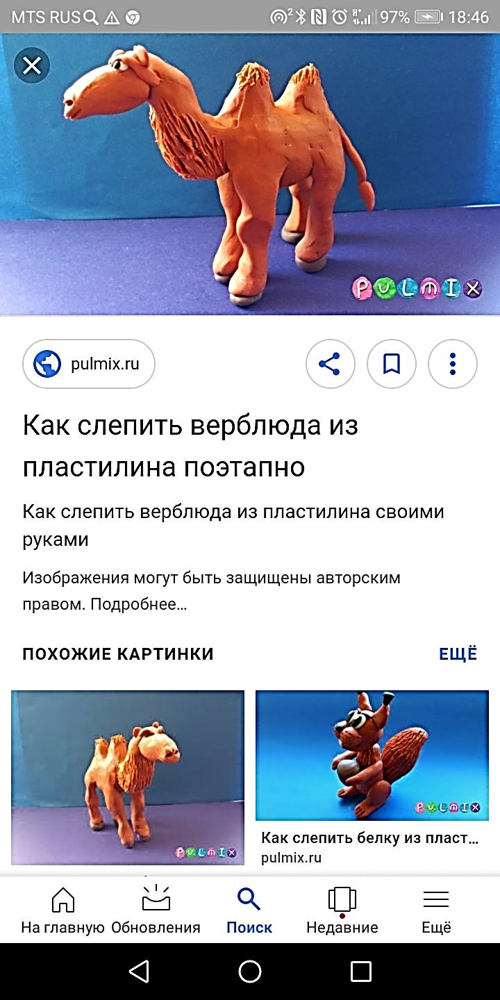 MTS RUS 2 H+ 97% 18:46
PULMIX
pulmix.ru
Как слепить верблюда из
пластилина поэтапно
Как слепить верблюда из пластилина своими
руками
Изображения могут быть защищены авторским
правом. Подробнее...
ПОХОЖИЕ КАРТИНКИ ЕЩЁ
PULMIX PULMIX
Как слепить белку из пласт...
pulmix.ru
На главную Обновления Поиск Недавние Ещё